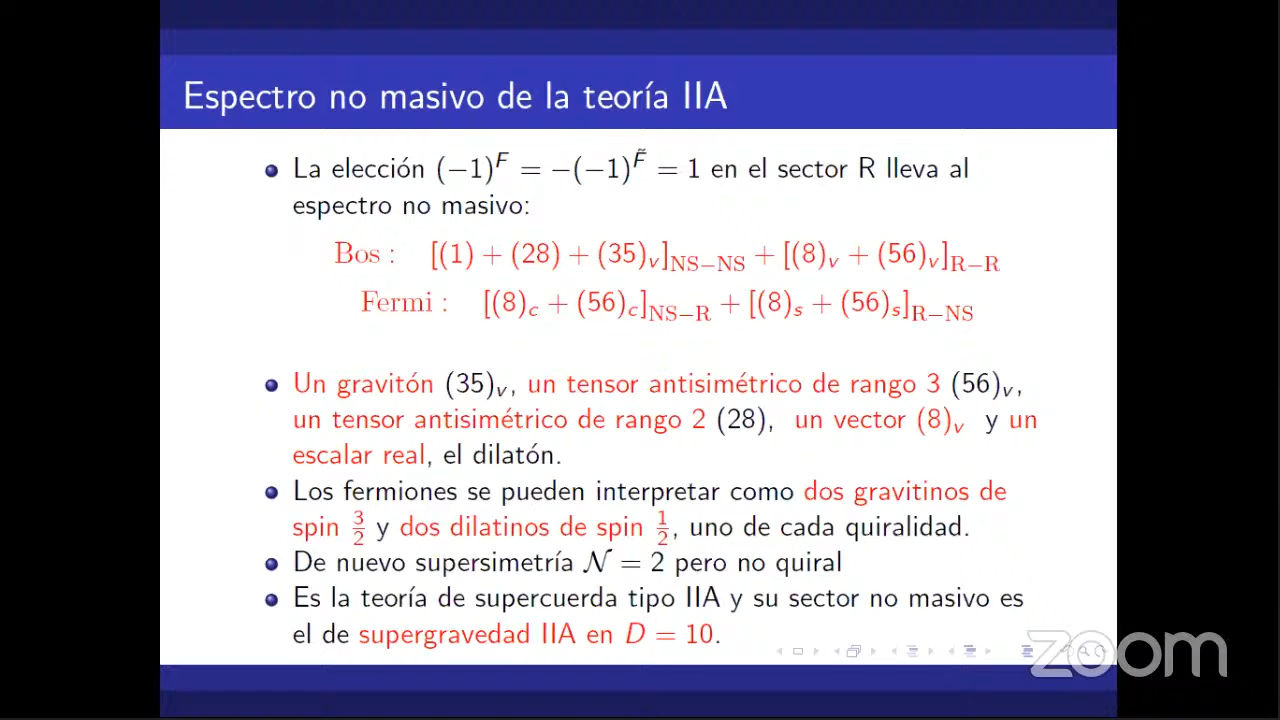 Espectro no masivo de la teoría IIA
La elección (−1)^F = −(−1)^F̃ = 1 en el sector R lleva al
espectro no masivo:
Bos : [(1) + (28) + (35)_v]_NS−NS + [(8)_v + (56)_v]_R−R
Fermi : [(8)_c + (56)_c]_NS−R + [(8)_s + (56)_s]_R−NS
Un gravitón (35)_v, un tensor antisimétrico de rango 3 (56)_v,
un tensor antisimétrico de rango 2 (28), un vector (8)_v y un
escalar real, el dilatón.
Los fermiones se pueden interpretar como dos gravitinos de
spin 3/2 y dos dilatinos de spin 1/2, uno de cada quiralidad.
De nuevo supersimetría 𝒩 = 2 pero no quiral
Es la teoría de supercuerda tipo IIA y su sector no masivo es
el de supergravedad IIA en D = 10.
zoom